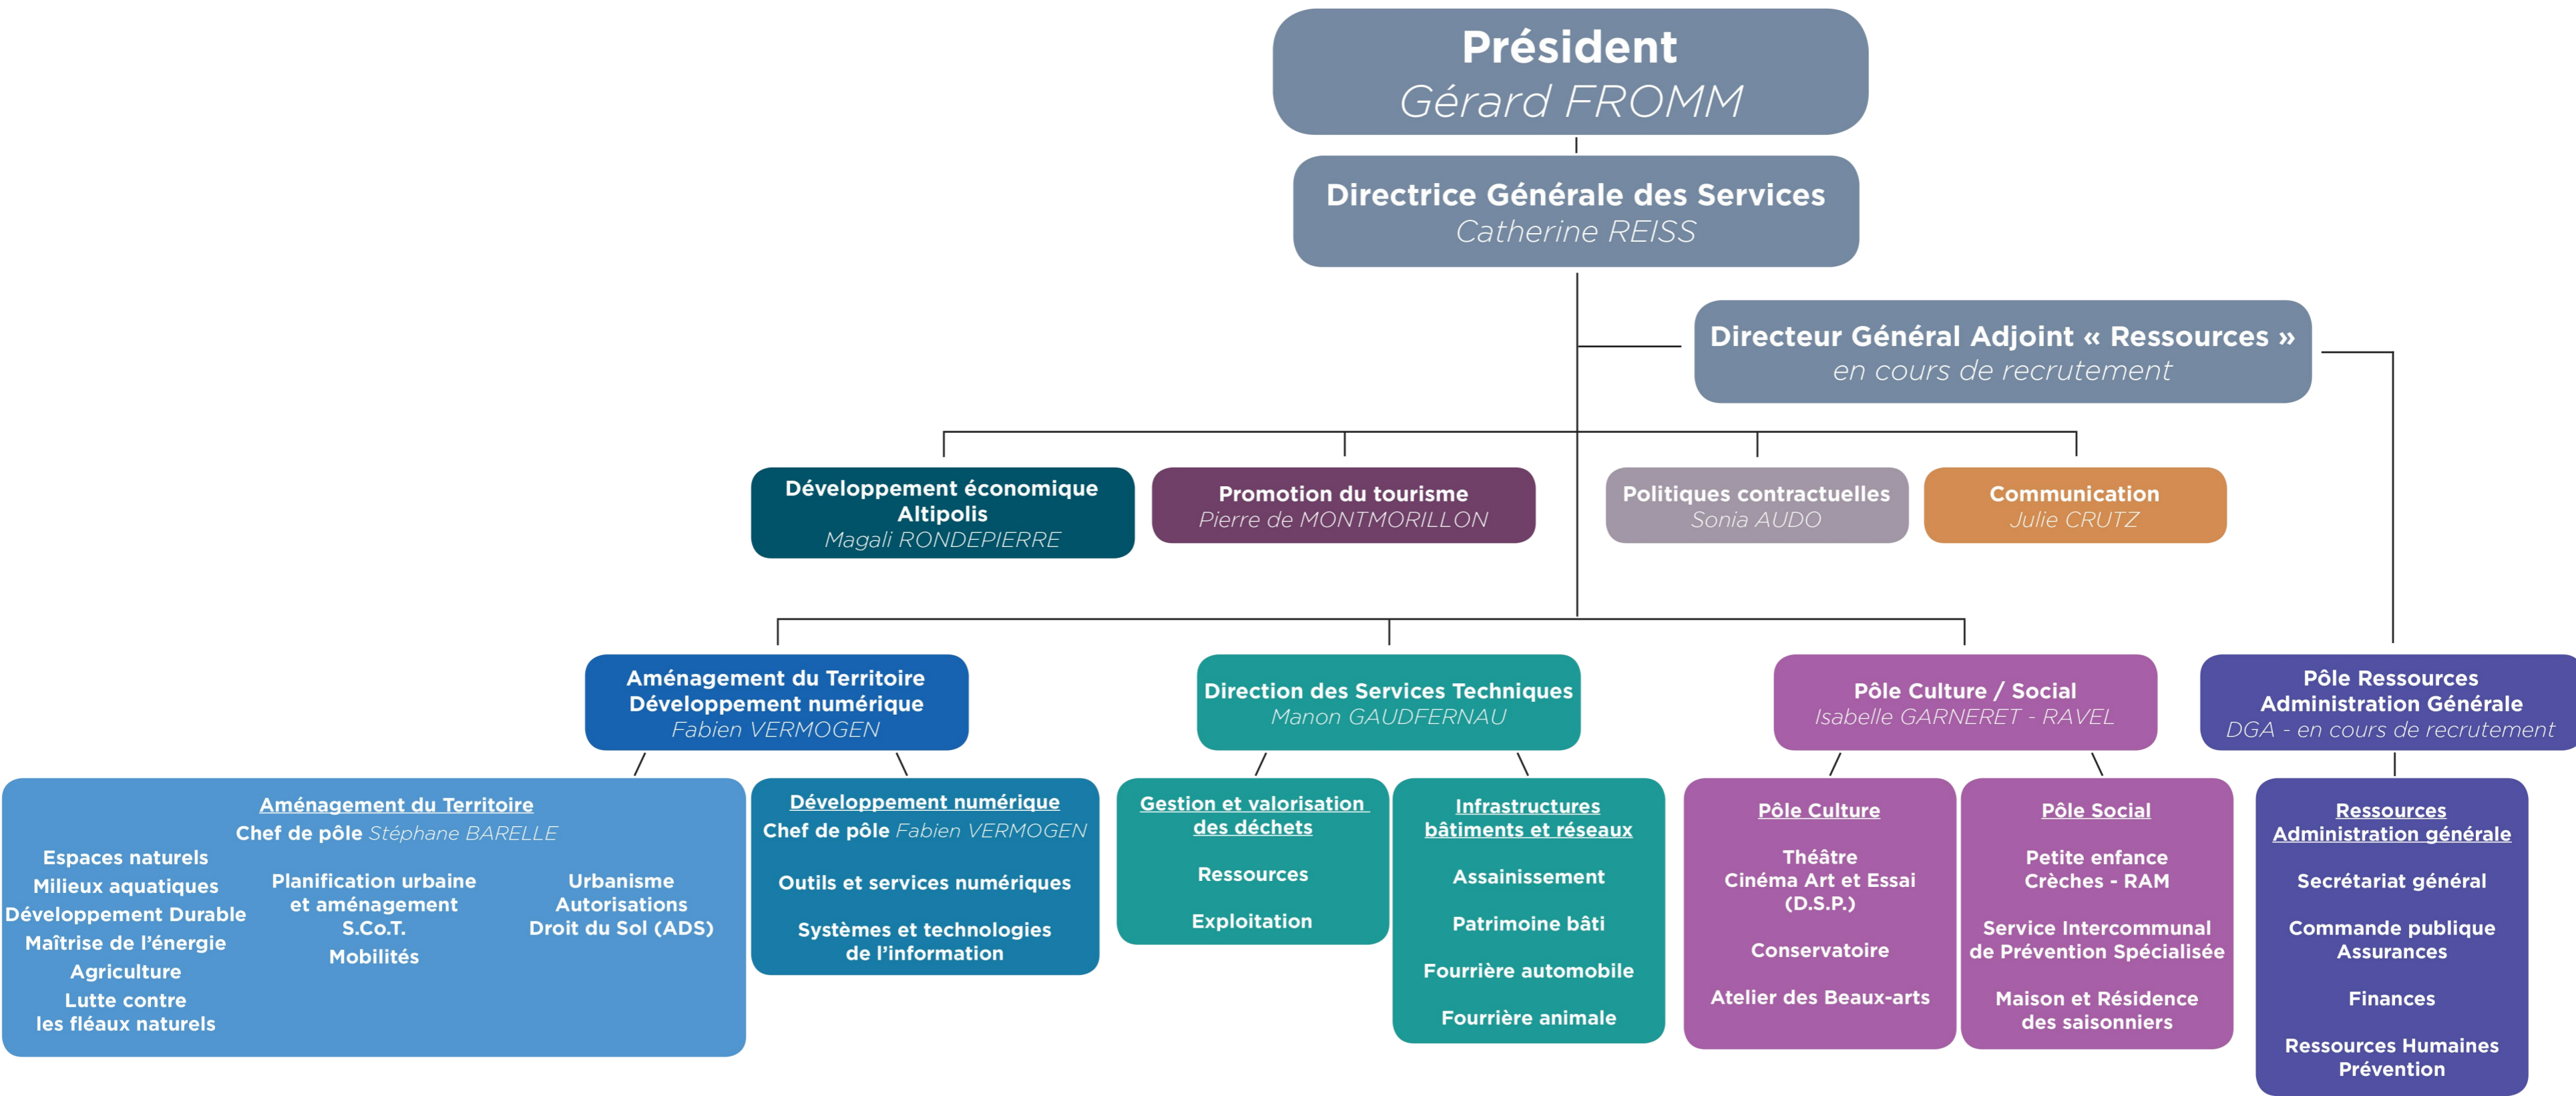 Président
Gérard FROMM
Directrice Générale des Services
Catherine REISS
Directeur Général Adjoint « Ressources »
en cours de recrutement
Développement économique
Altipolis
Magali RONDEPIERRE
Promotion du tourisme
Pierre de MONTMORILLON
Politiques contractuelles
Sonia AUDO
Communication
Julie CRUTZ
Aménagement du Territoire
Développement numérique
Fabien VERMOGEN
Direction des Services Techniques
Manon GAUDFERNAU
Pôle Culture / Social
Isabelle GARNERET - RAVEL
Pôle Ressources
Administration Générale
DGA - en cours de recrutement
Aménagement du Territoire
Chef de pôle Stéphane BARELLE
Espaces naturels
Milieux aquatiques
Développement Durable
Maîtrise de l'énergie
Agriculture
Lutte contre
les fléaux naturels
Planification urbaine
et aménagement
S.Co.T.
Mobilités
Urbanisme
Autorisations
Droit du Sol (ADS)
Développement numérique
Chef de pôle Fabien VERMOGEN
Outils et services numériques
Systèmes et technologies
de l'information
Gestion et valorisation
des déchets
Ressources
Exploitation
Infrastructures
bâtiments et réseaux
Assainissement
Patrimoine bâti
Fourrière automobile
Fourrière animale
Pôle Culture
Théâtre
Cinéma Art et Essai
(D.S.P.)
Conservatoire
Atelier des Beaux-arts
Pôle Social
Petite enfance
Crèches - RAM
Service Intercommunal
de Prévention Spécialisée
Maison et Résidence
des saisonniers
Ressources
Administration générale
Secrétariat général
Commande publique
Assurances
Finances
Ressources Humaines
Prévention